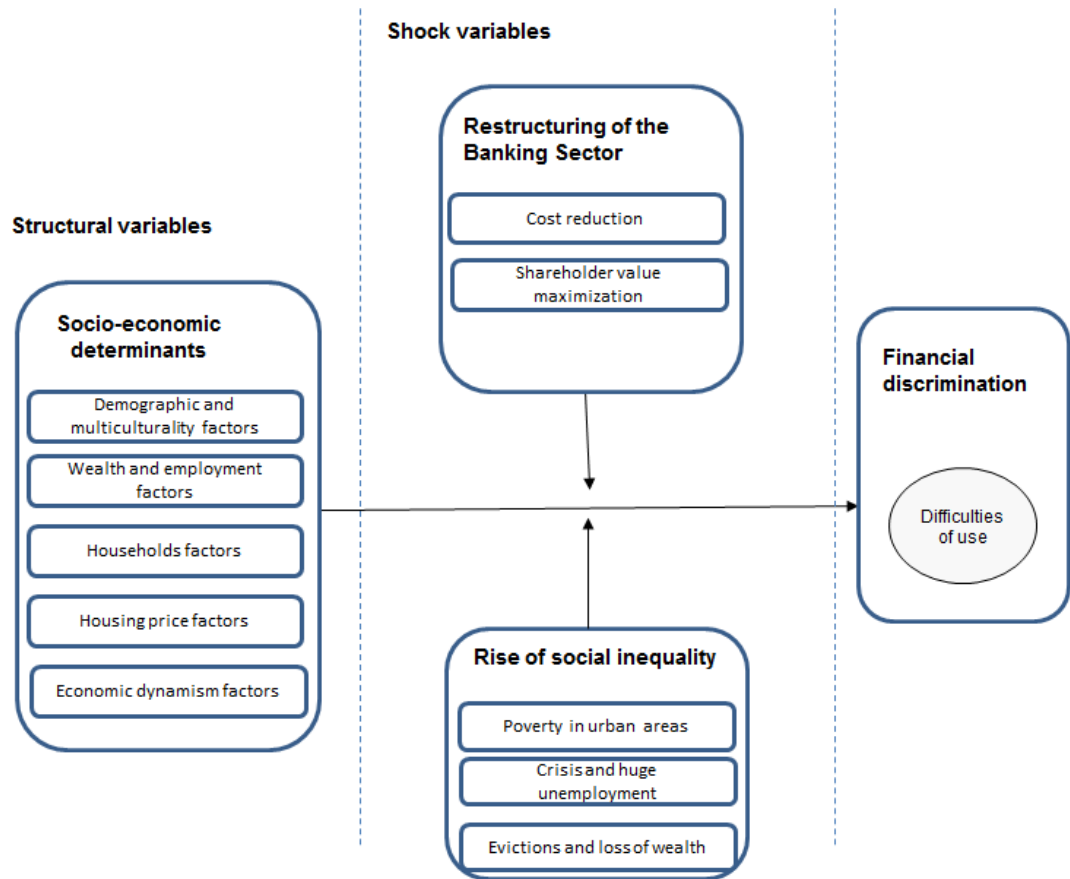 Structural variables
Socio-economic
determinants
Demographic and
multiculturality factors
Wealth and employment
factors
Households factors
Housing price factors
Economic dynamism factors
Shock variables
Restructuring of the
Banking Sector
Cost reduction
Shareholder value
maximization
Rise of social inequality
Poverty in urban areas
Crisis and huge
unemployment
Evictions and loss of wealth
Financial
discrimination
Difficulties
of use